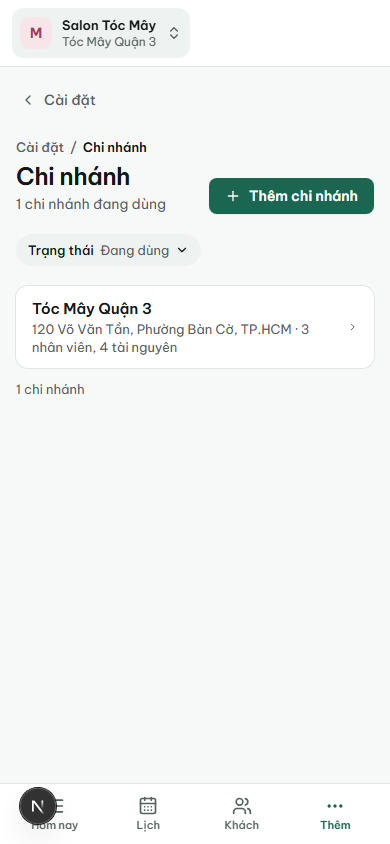 M
Salon Tóc Mây
Tóc Mây Quận 3
Cài đặt
Cài đặt / Chi nhánh
Chi nhánh
1 chi nhánh đang dùng
+ Thêm chi nhánh
Trạng thái Đang dùng
Tóc Mây Quận 3
120 Võ Văn Tần, Phường Bàn Cờ, TP.HCM · 3
nhân viên, 4 tài nguyên
1 chi nhánh
N
Hôm nay
Lịch
Khách
Thêm